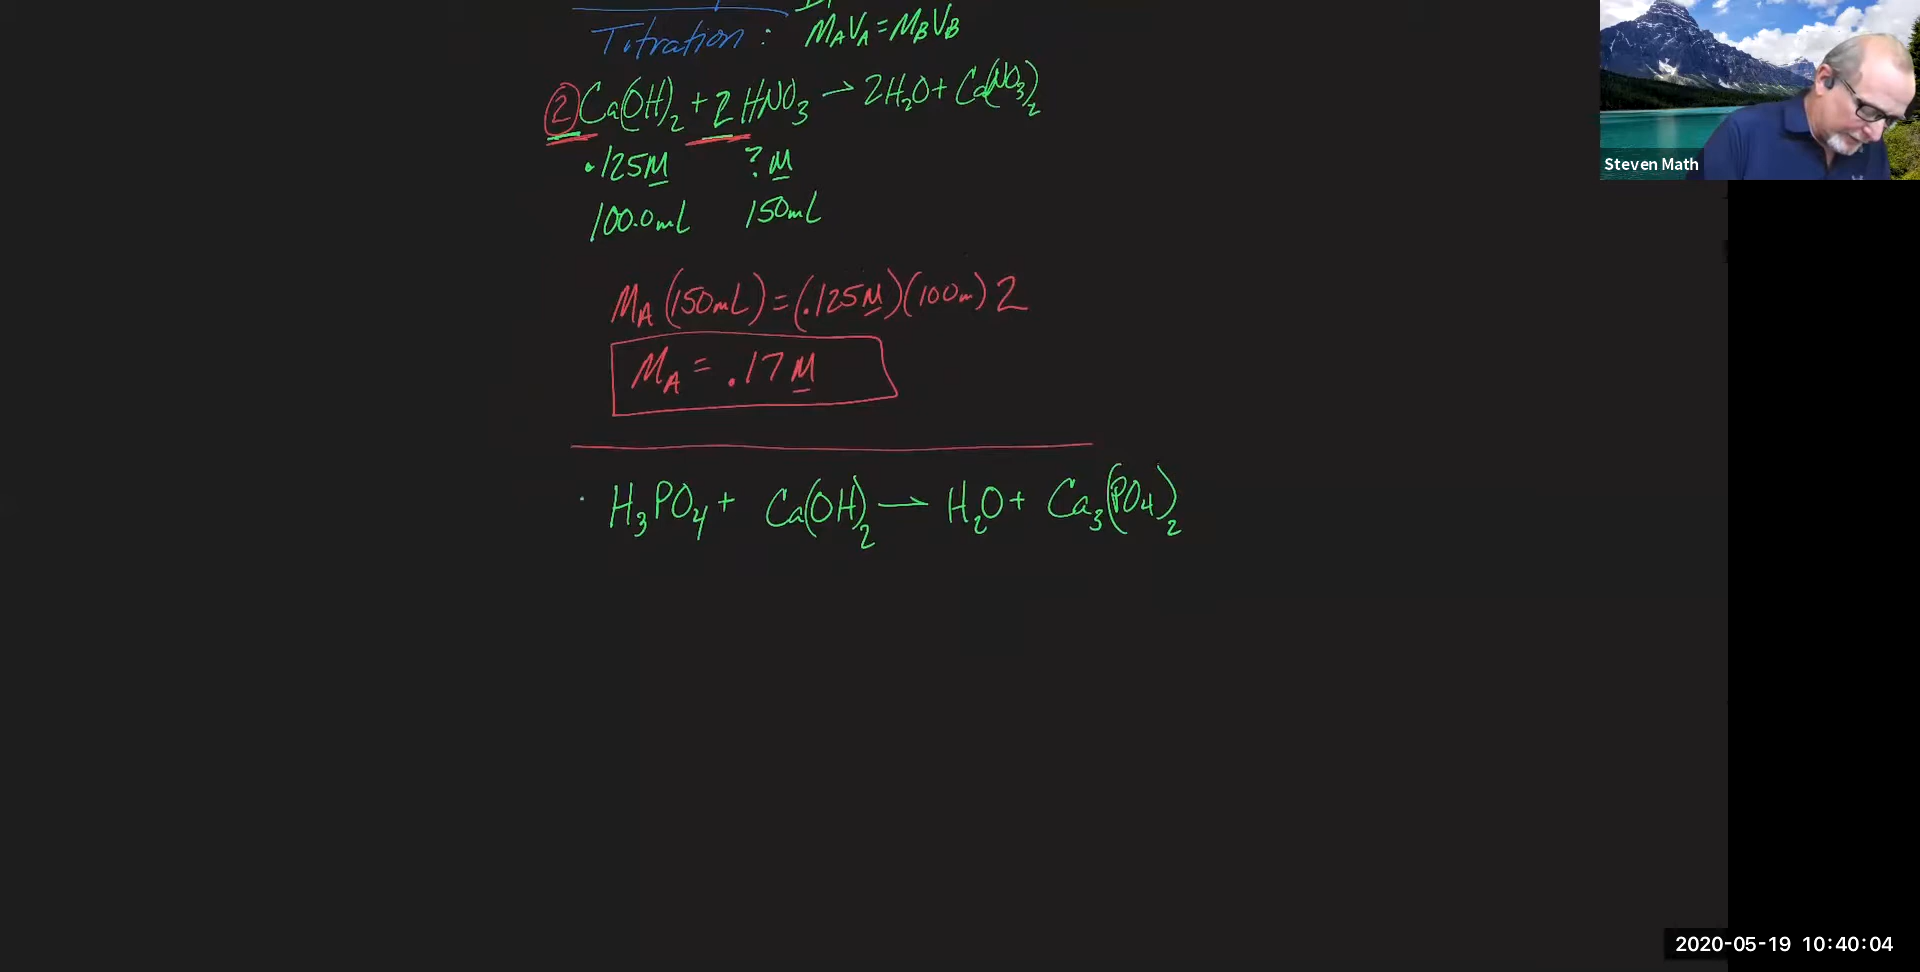 Titration : MAVA = MBVB
② Ca(OH)₂ + 2 HNO₃ → 2H₂O + Ca(NO₃)₂
.125M ? M
100.0mL 150mL
MA (150mL) = (.125M)(100m) 2
MA = .17 M
H₃PO₄ + Ca(OH)₂ → H₂O + Ca₃(PO₄)₂
Steven Math
2020-05-19 10:40:04